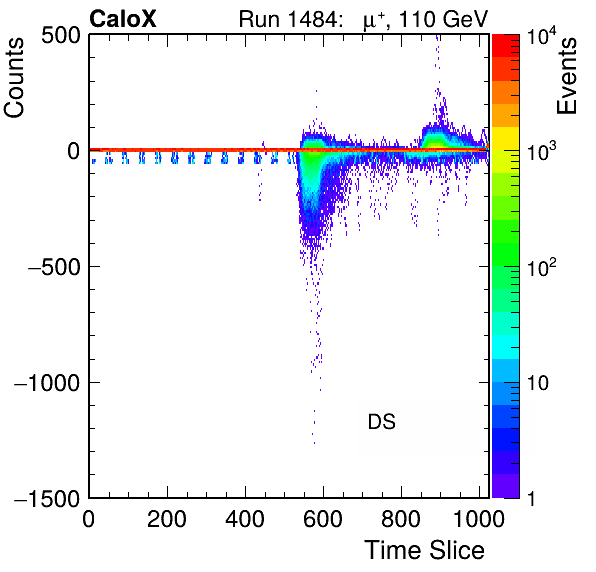 CaloX Run 1484: μ⁺, 110 GeV
Counts
Events
500
0
−500
−1000
−1500
0 200 400 600 800 1000
Time Slice
DS
10⁴
10³
10²
10
1